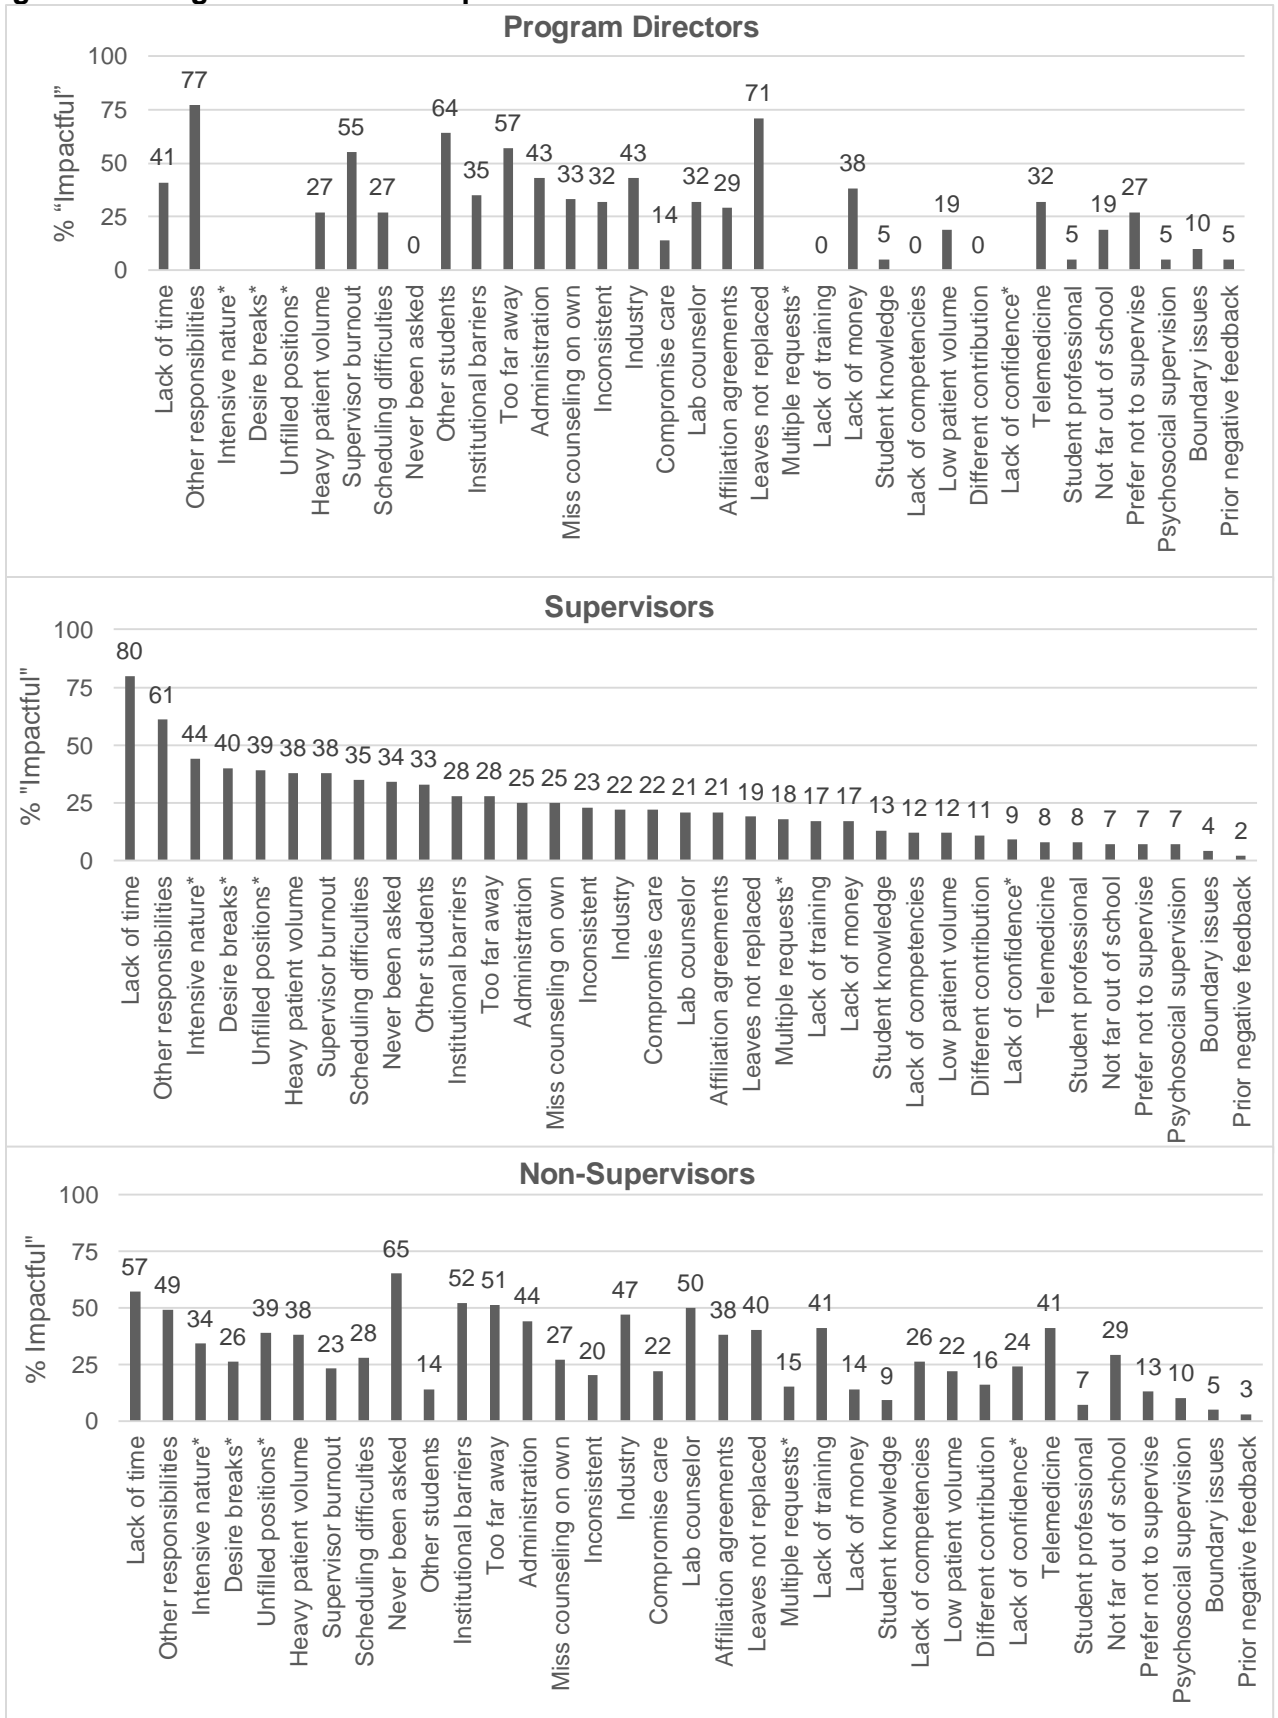 Program Directors
% “Impactful”
100
75
50
25
0
41
77
27
55
27
0
64
35
57
43
33
32
43
14
32
29
71
0
38
5
0
19
0
32
5
19
27
5
10
5
Lack of time
Other responsibilities
Intensive nature*
Desire breaks*
Unfilled positions*
Heavy patient volume
Supervisor burnout
Scheduling difficulties
Never been asked
Other students
Institutional barriers
Too far away
Administration
Miss counseling on own
Inconsistent
Industry
Compromise care
Lab counselor
Affiliation agreements
Leaves not replaced
Multiple requests*
Lack of training
Lack of money
Student knowledge
Lack of competencies
Low patient volume
Different contribution
Lack of confidence*
Telemedicine
Student professional
Not far out of school
Prefer not to supervise
Psychosocial supervision
Boundary issues
Prior negative feedback
Supervisors
% "Impactful"
100
75
50
25
0
80
61
44
40
39
38
38
35
34
33
28
28
25
25
23
22
22
21
21
19
18
17
17
13
12
12
11
9
8
8
7
7
7
4
2
Lack of time
Other responsibilities
Intensive nature*
Desire breaks*
Unfilled positions*
Heavy patient volume
Supervisor burnout
Scheduling difficulties
Never been asked
Other students
Institutional barriers
Too far away
Administration
Miss counseling on own
Inconsistent
Industry
Compromise care
Lab counselor
Affiliation agreements
Leaves not replaced
Multiple requests*
Lack of training
Lack of money
Student knowledge
Lack of competencies
Low patient volume
Different contribution
Lack of confidence*
Telemedicine
Student professional
Not far out of school
Prefer not to supervise
Psychosocial supervision
Boundary issues
Prior negative feedback
Non-Supervisors
% Impactful"
100
75
50
25
0
57
49
34
26
39
38
23
28
65
14
52
51
44
27
20
47
22
50
38
40
15
41
14
9
26
22
16
24
41
7
29
13
10
5
3
Lack of time
Other responsibilities
Intensive nature*
Desire breaks*
Unfilled positions*
Heavy patient volume
Supervisor burnout
Scheduling difficulties
Never been asked
Other students
Institutional barriers
Too far away
Administration
Miss counseling on own
Inconsistent
Industry
Compromise care
Lab counselor
Affiliation agreements
Leaves not replaced
Multiple requests*
Lack of training
Lack of money
Student knowledge
Lack of competencies
Low patient volume
Different contribution
Lack of confidence*
Telemedicine
Student professional
Not far out of school
Prefer not to supervise
Psychosocial supervision
Boundary issues
Prior negative feedback